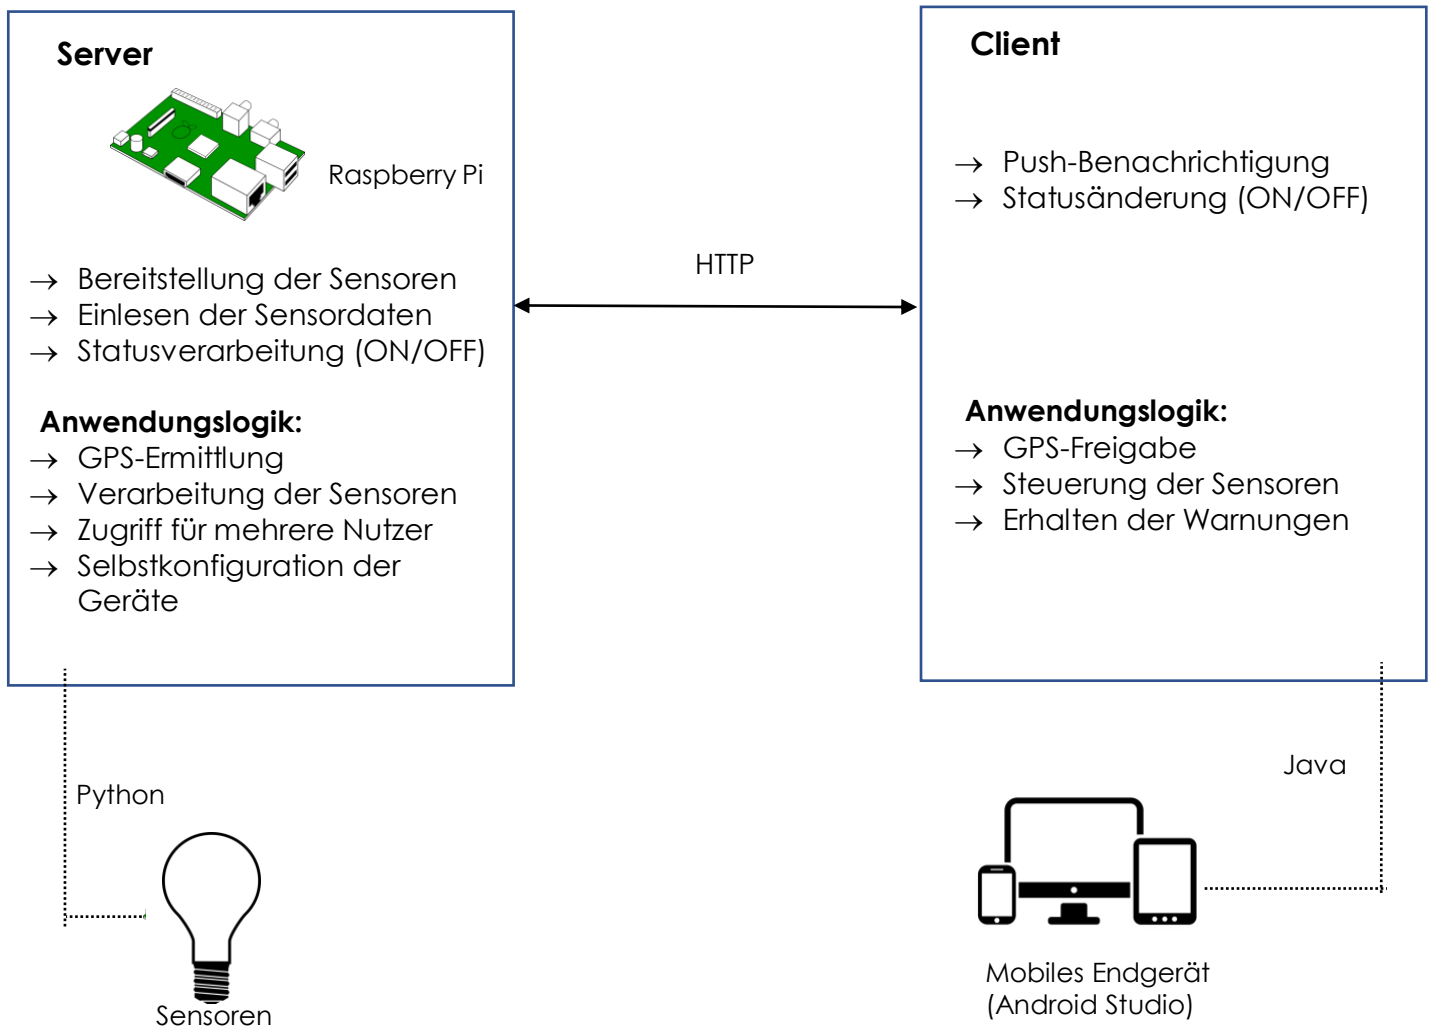 Server
Raspberry Pi
→ Bereitstellung der Sensoren
→ Einlesen der Sensordaten
→ Statusverarbeitung (ON/OFF)
Anwendungslogik:
→ GPS-Ermittlung
→ Verarbeitung der Sensoren
→ Zugriff für mehrere Nutzer
→ Selbstkonfiguration der
Geräte
HTTP
Client
→ Push-Benachrichtigung
→ Statusänderung (ON/OFF)
Anwendungslogik:
→ GPS-Freigabe
→ Steuerung der Sensoren
→ Erhalten der Warnungen
Python
Sensoren
Java
Mobiles Endgerät
(Android Studio)